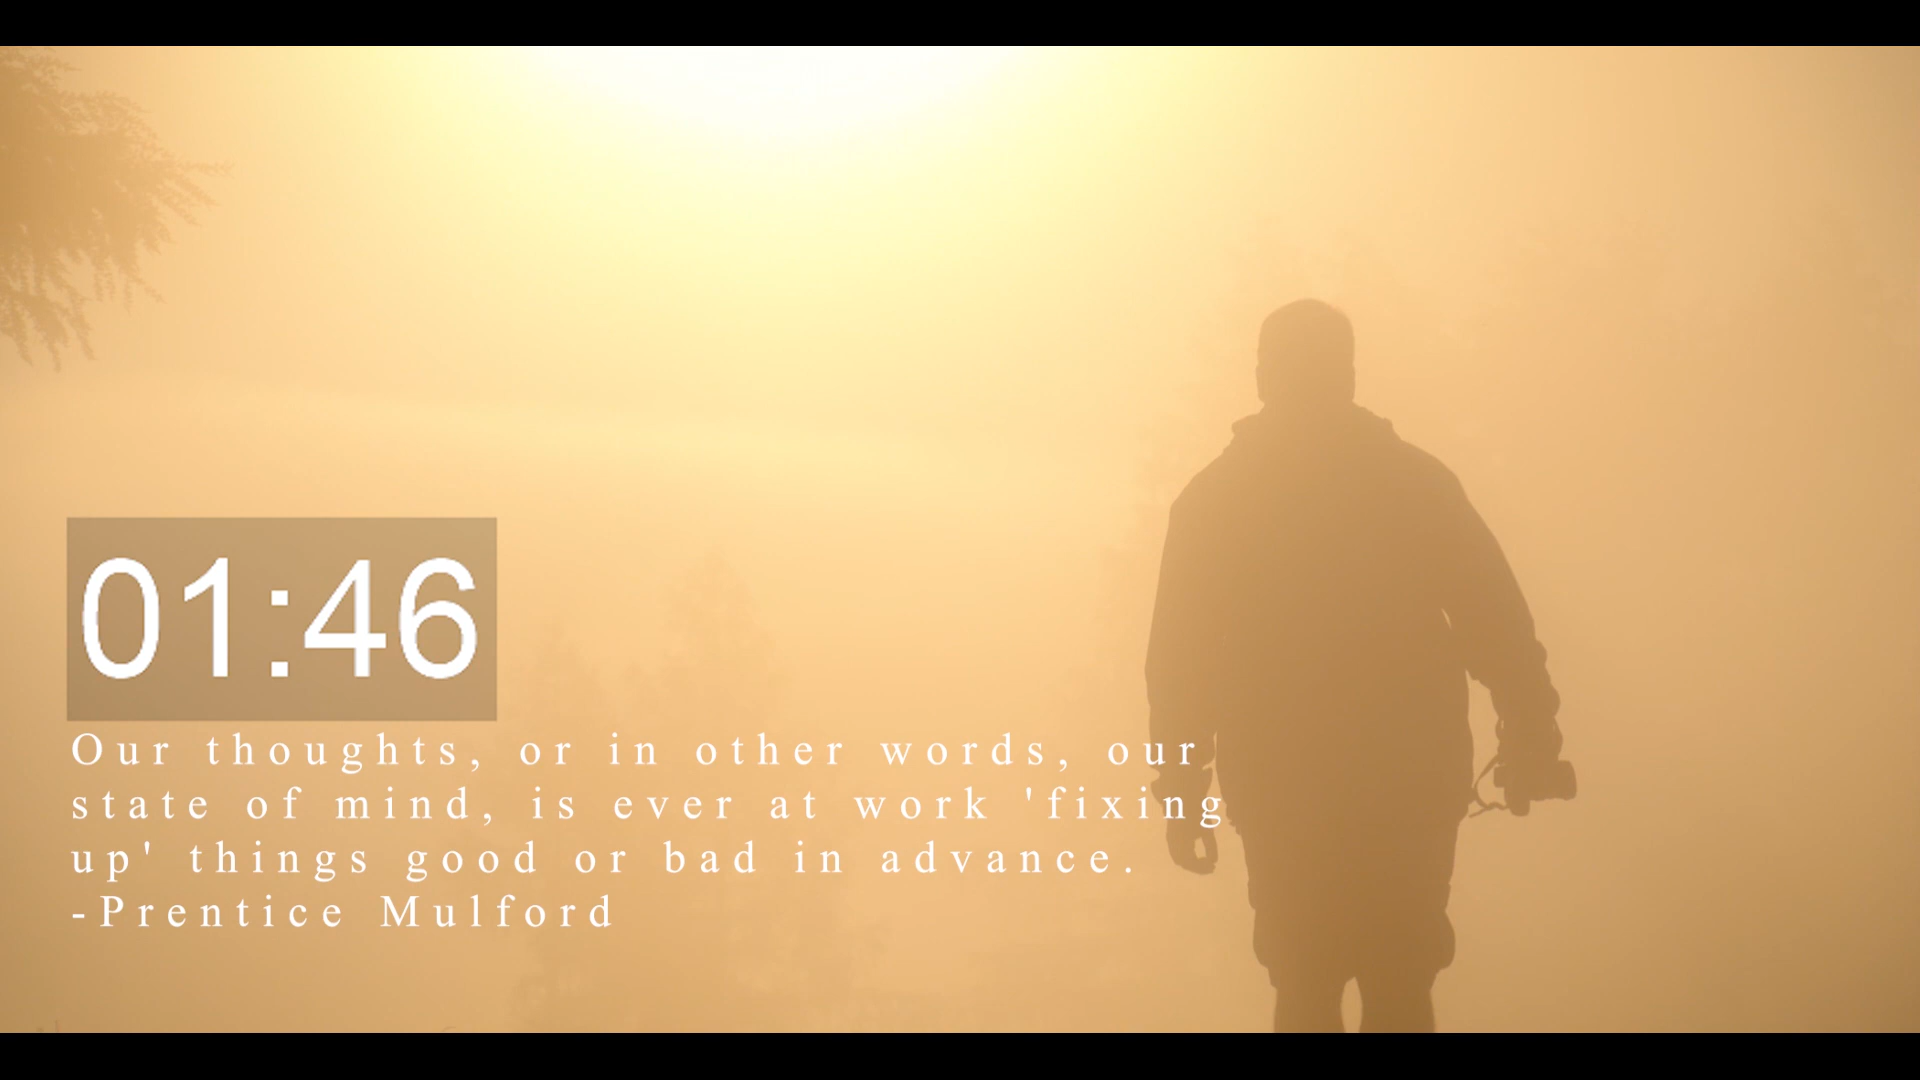 01:46
Our thoughts, or in other words, our
state of mind, is ever at work 'fixing
up' things good or bad in advance.
-Prentice Mulford